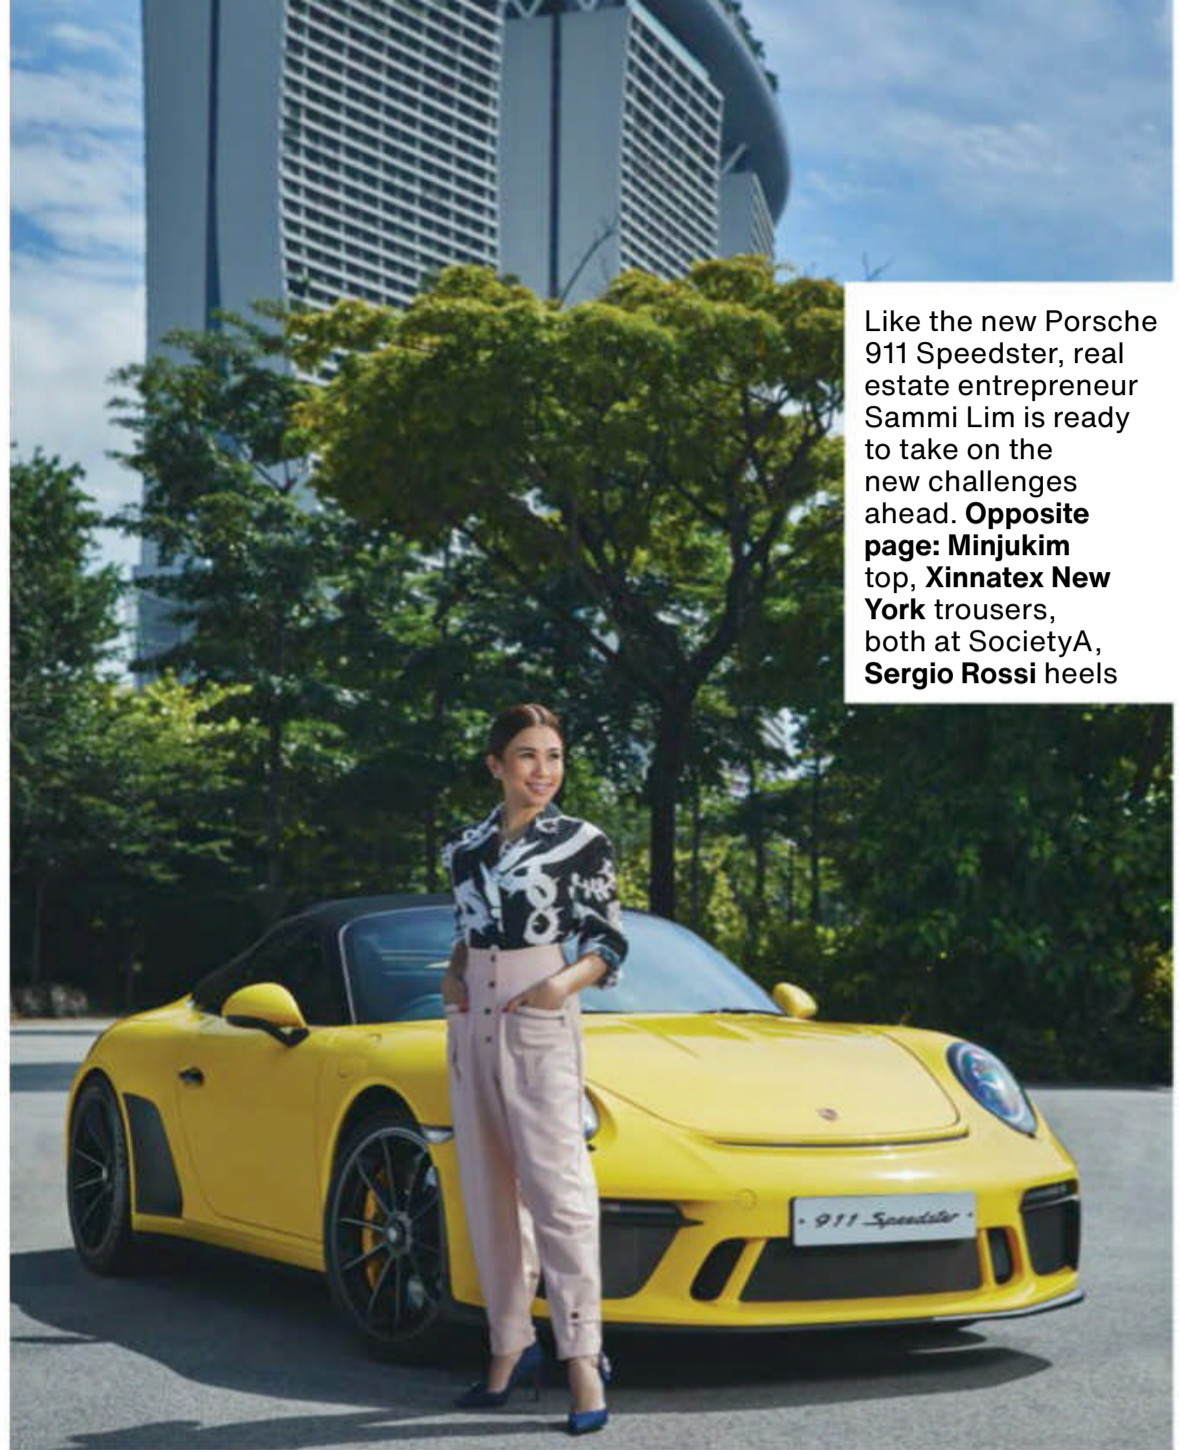 Like the new Porsche
911 Speedster, real
estate entrepreneur
Sammi Lim is ready
to take on the
new challenges
ahead. Opposite
page: Minjukim
top, Xinnatex New
York trousers,
both at SocietyA,
Sergio Rossi heels
911 Speedster